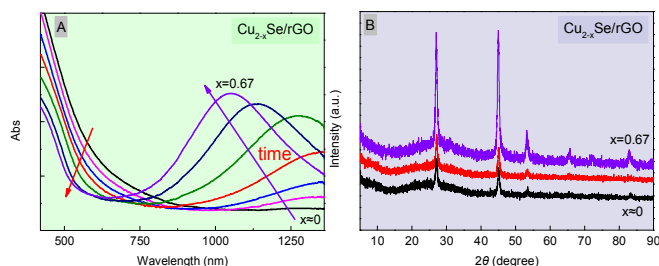 A
Cu2-xSe/rGO
x=0.67
time
x≈0
Abs
500 750 1000 1250
Wavelength (nm)
B
Cu2-xSe/rGO
x=0.67
x≈0
Intensity (a.u.)
10 20 30 40 50 60 70 80 90
2θ (degree)